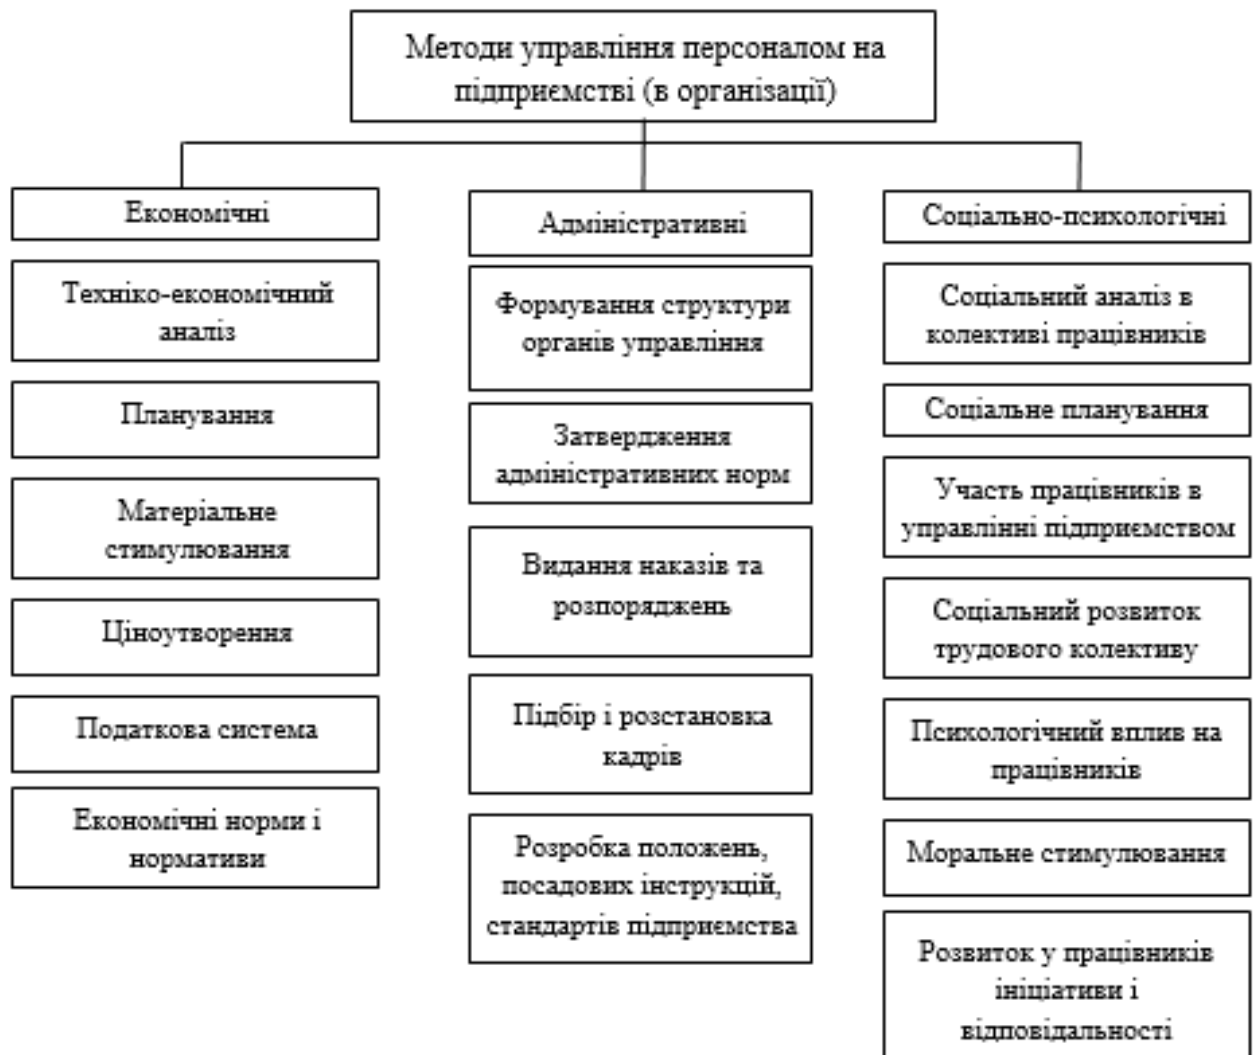 Методи управління персоналом на
підприємстві (в організації)
Економічні
Техніко-економічний
аналіз
Планування
Матеріальне
стимулювання
Ціноутворення
Податкова система
Економічні норми і
нормативи
Адміністративні
Формування структури
органів управління
Затвердження
адміністративних норм
Видання наказів та
розпоряджень
Підбір і розстановка
кадрів
Розробка положень,
посадових інструкцій,
стандартів підприємства
Соціально-психологічні
Соціальний аналіз в
колективі працівників
Соціальне планування
Участь працівників в
управлінні підприємством
Соціальний розвиток
трудового колективу
Психологічний вплив на
працівників
Моральне стимулювання
Розвиток у працівників
ініціативи і
відповідальності